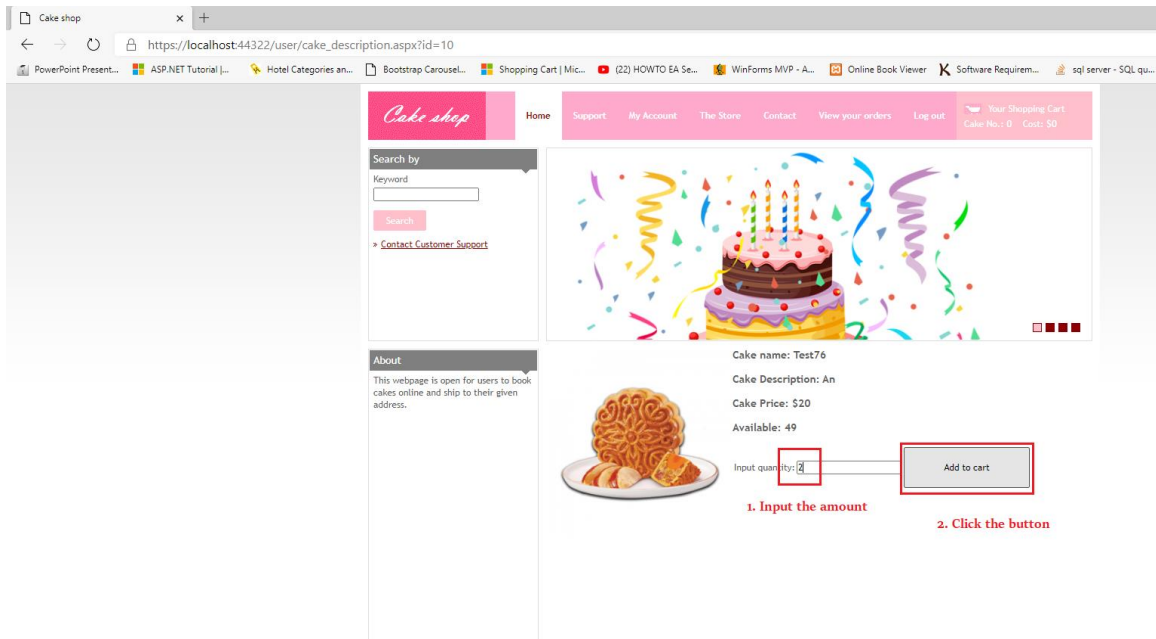 Cake shop
https://localhost:44322/user/cake_description.aspx?id=10
PowerPoint Present... ASP.NET Tutorial |... Hotel Categories an... Bootstrap Carousel... Shopping Cart | Mic... (22) HOWTO EA Se... WinForms MVP - A... Online Book Viewer Software Requirem... sql server - SQL qu...
Cake shop
Home Support My Account The Store Contact View your orders Log out
Your Shopping Cart
Cake No.: 0 Cost: $0
Search by
Keyword
Search
» Contact Customer Support
About
This webpage is open for users to book
cakes online and ship to their given
address.
Cake name: Test76
Cake Description: An
Cake Price: $20
Available: 49
Input quantity: 2
Add to cart
1. Input the amount
2. Click the button